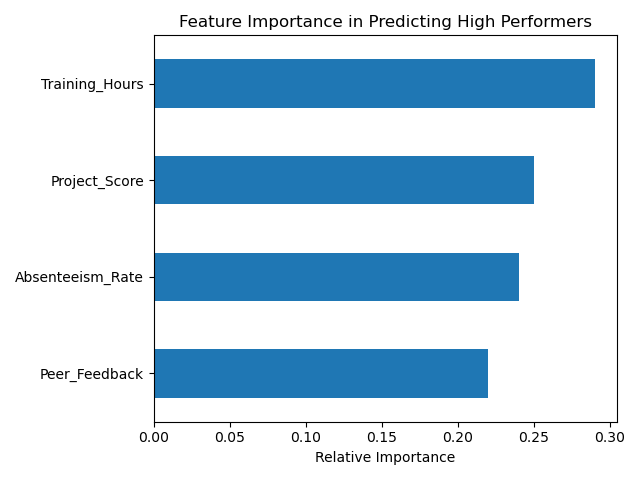 Feature Importance in Predicting High Performers
Training_Hours
Project_Score
Absenteeism_Rate
Peer_Feedback
0.00 0.05 0.10 0.15 0.20 0.25 0.30
Relative Importance